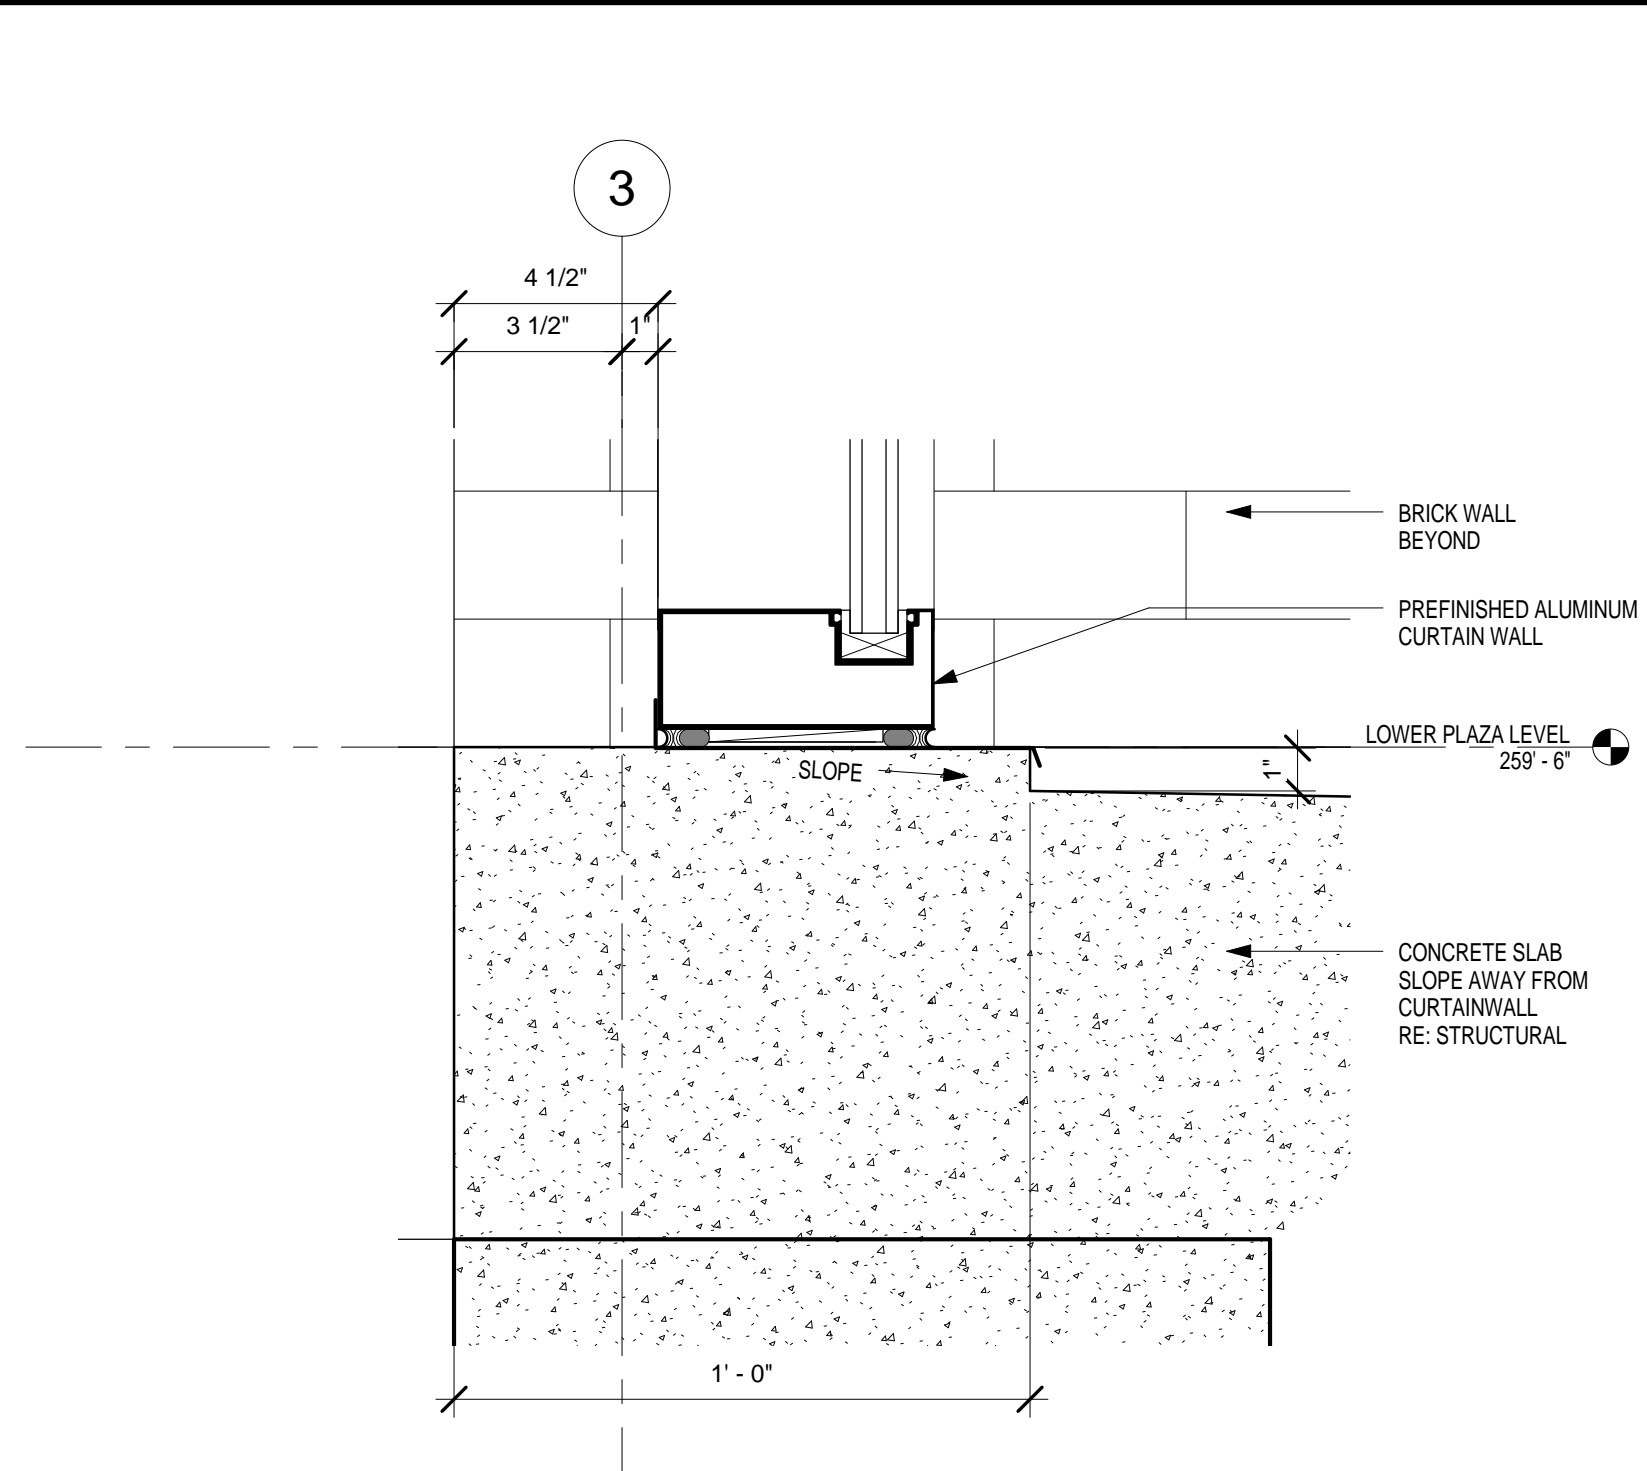 3
4 1/2"
3 1/2" 1"
BRICK WALL
BEYOND
PREFINISHED ALUMINUM
CURTAIN WALL
LOWER PLAZA LEVEL
259' - 6"
1"
SLOPE
CONCRETE SLAB
SLOPE AWAY FROM
CURTAINWALL
RE: STRUCTURAL
1' - 0"